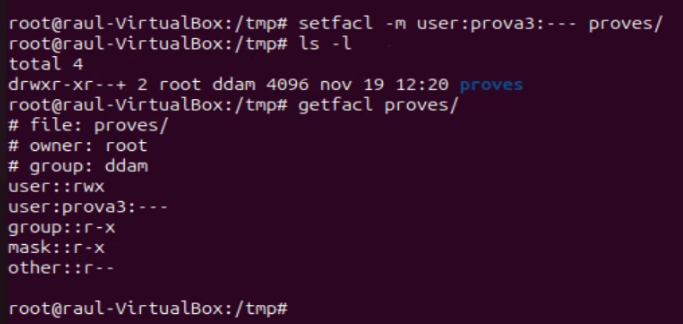 root@raul-VirtualBox:/tmp# setfacl -m user:prova3:--- proves/
root@raul-VirtualBox:/tmp# ls -l
total 4
drwxr-xr--+ 2 root ddam 4096 nov 19 12:20 proves
root@raul-VirtualBox:/tmp# getfacl proves/
# file: proves/
# owner: root
# group: ddam
user::rwx
user:prova3:---
group::r-x
mask::r-x
other::r--
root@raul-VirtualBox:/tmp#